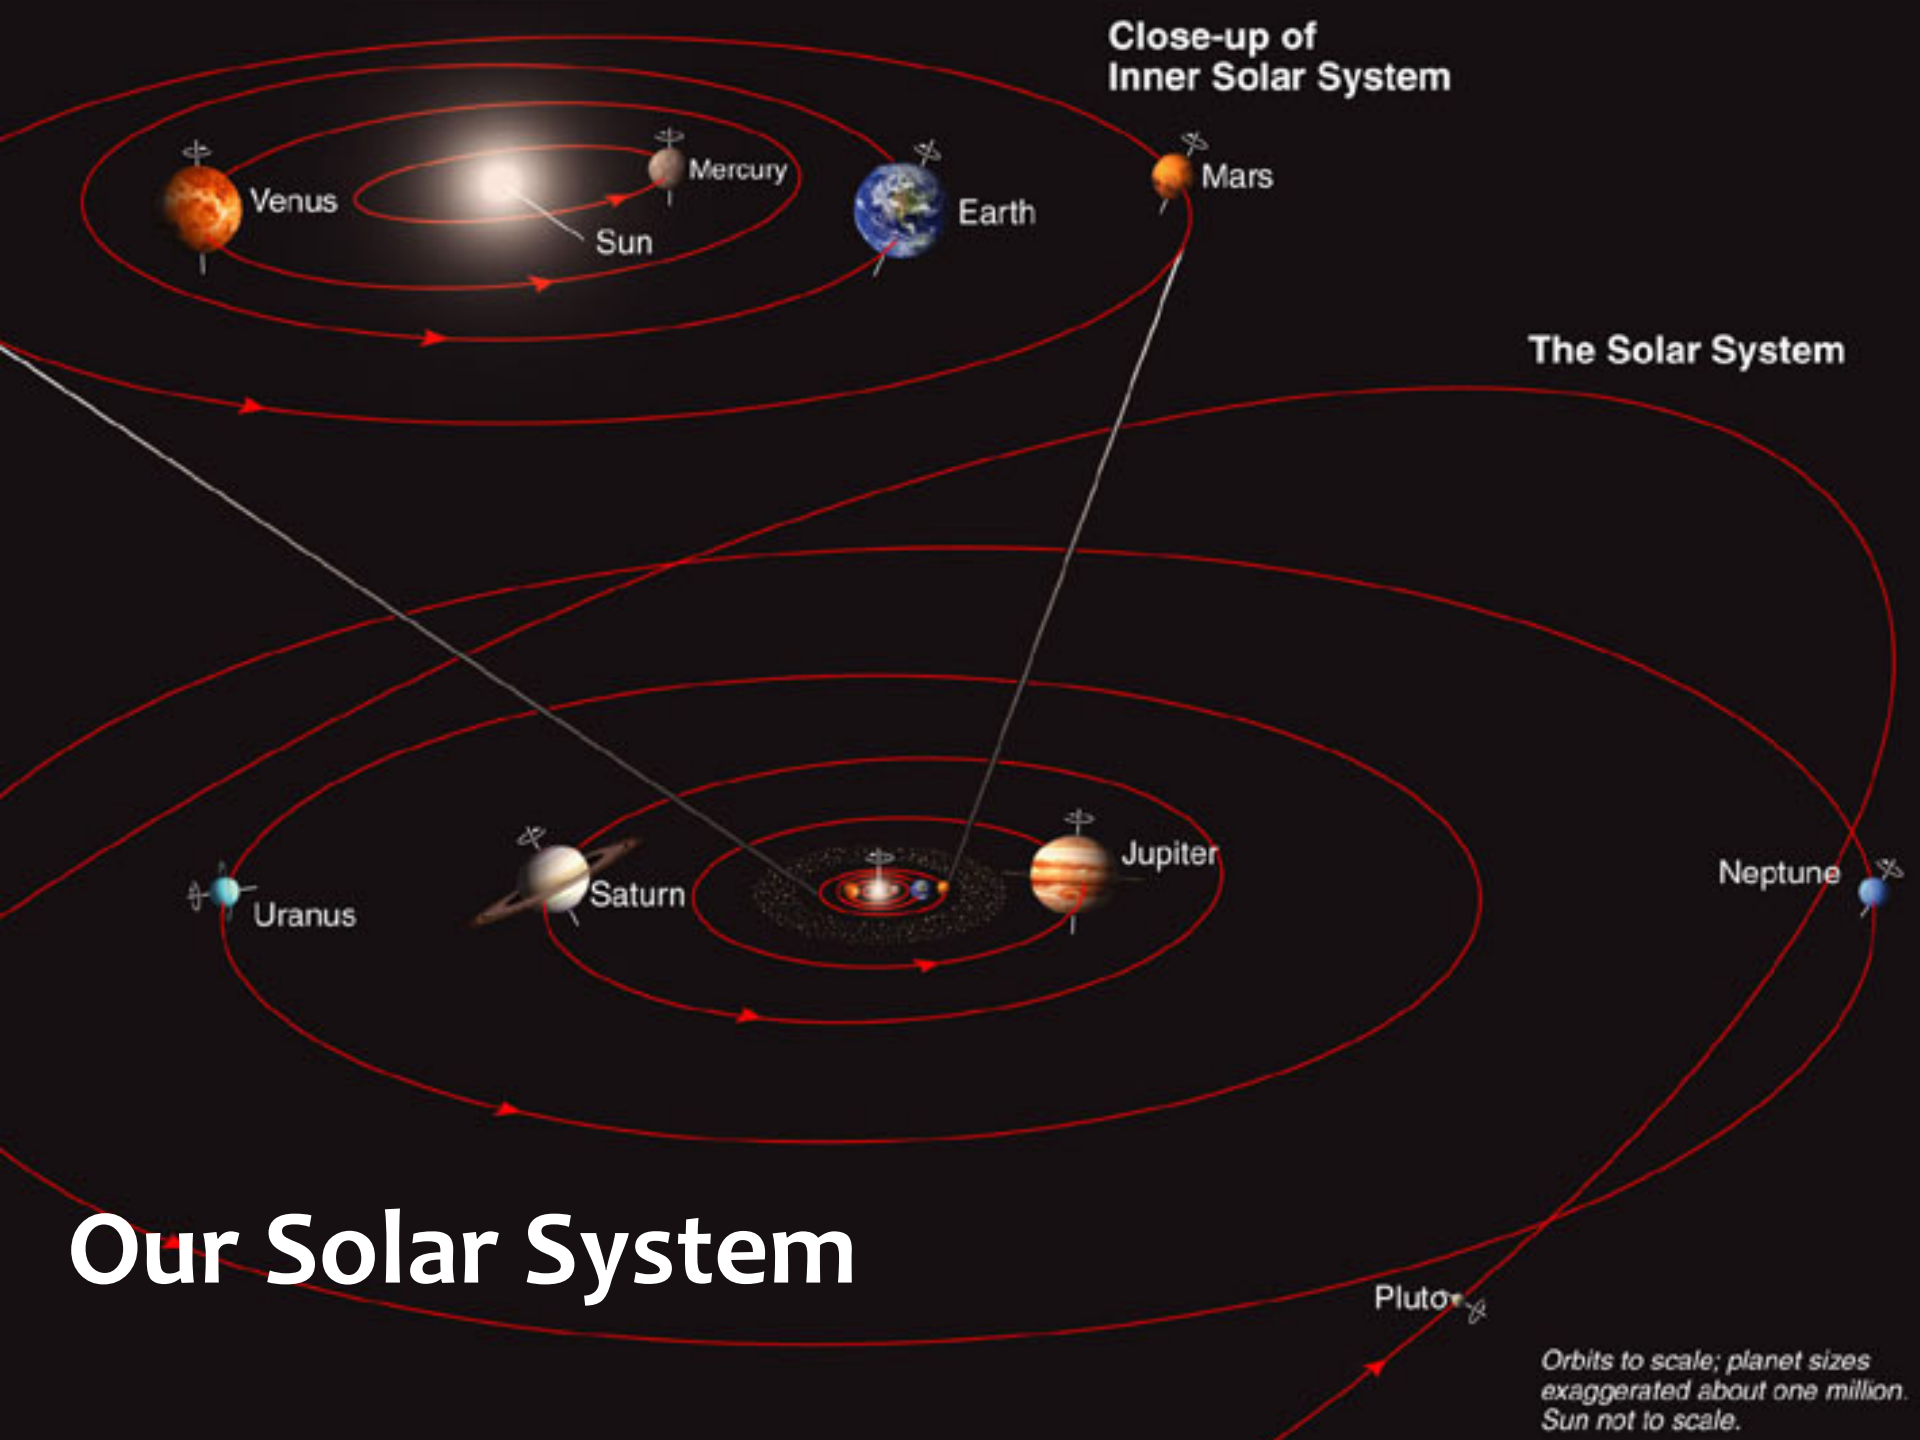 Close-up of
Inner Solar System
Mercury
Venus
Mars
Earth
Sun
The Solar System
Jupiter
Neptune
Saturn
Uranus
Our Solar System
Pluto
Orbits to scale; planet sizes
exaggerated about one million.
Sun not to scale.